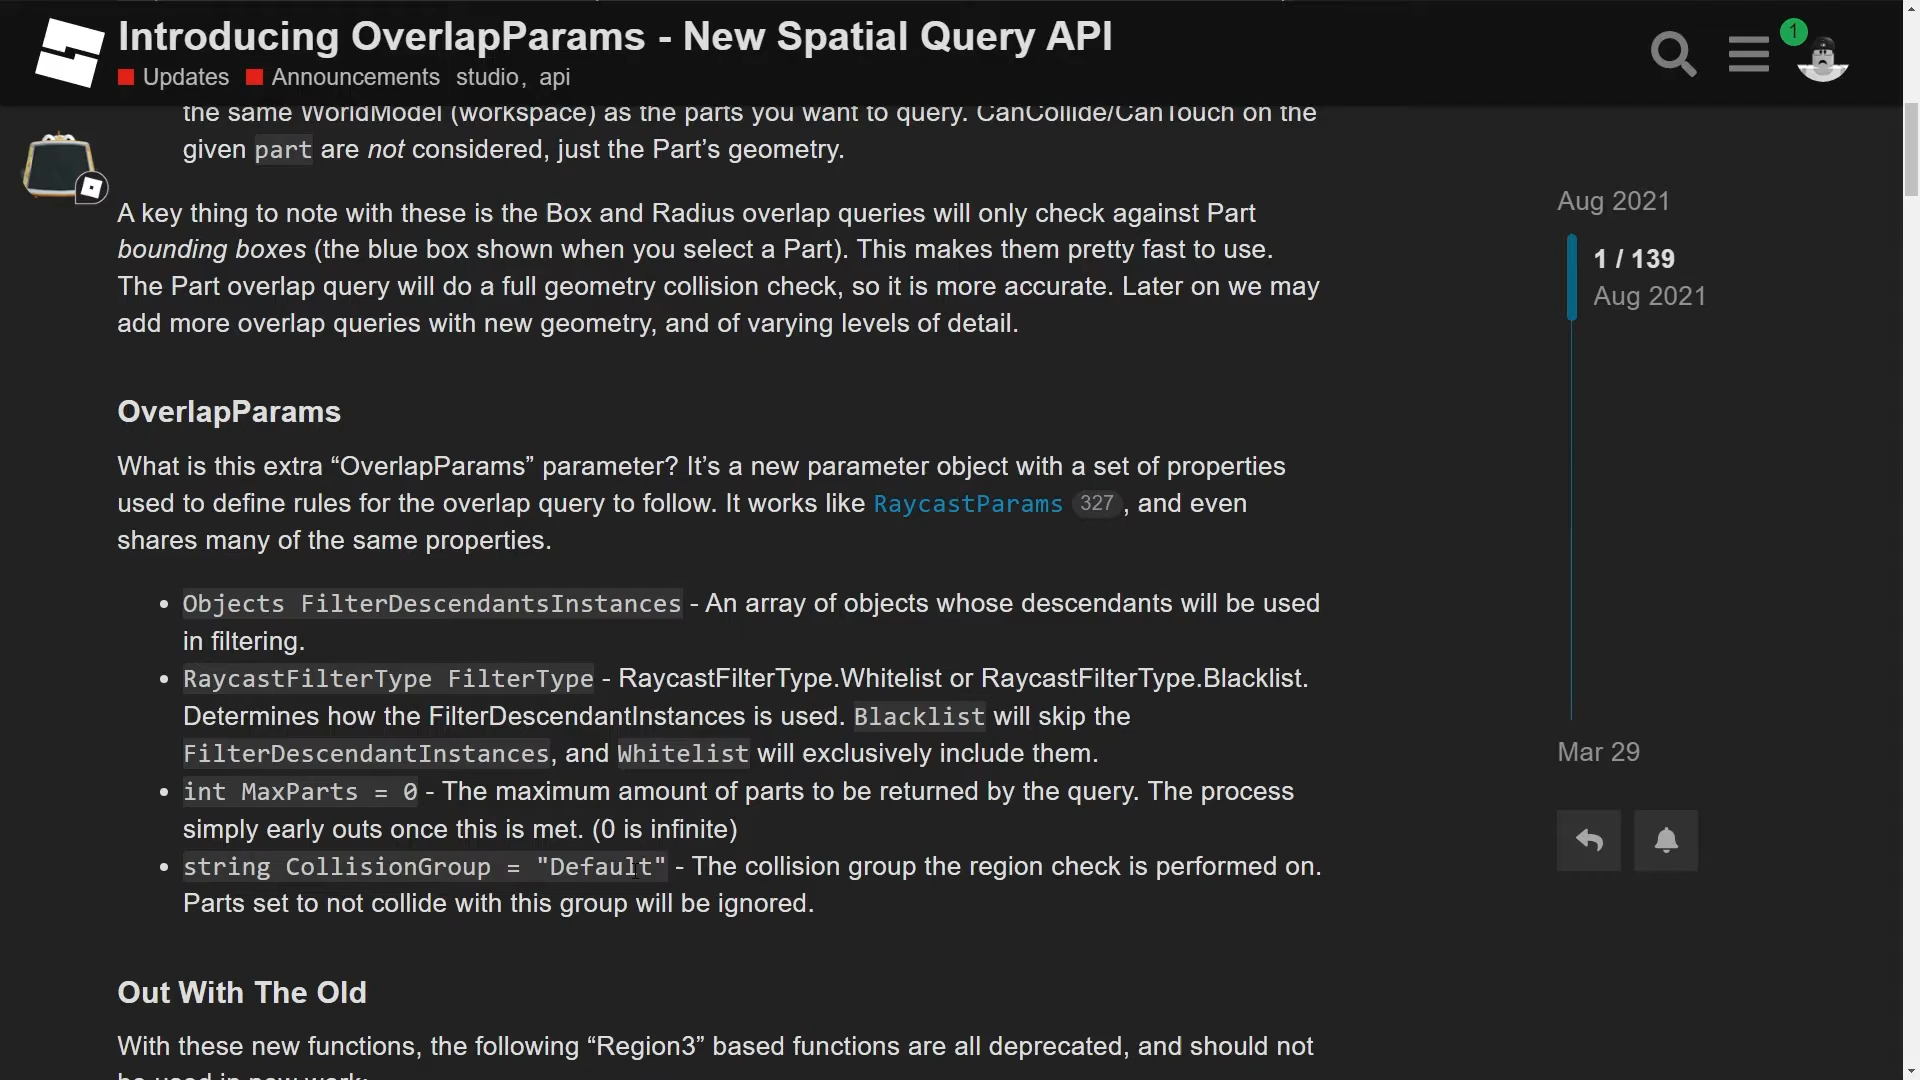 Introducing OverlapParams - New Spatial Query API
1
Updates Announcements studio, api
the same WorldModel (workspace) as the parts you want to query. CanCollide/CanTouch on the
given part are not considered, just the Part’s geometry.
A key thing to note with these is the Box and Radius overlap queries will only check against Part
bounding boxes (the blue box shown when you select a Part). This makes them pretty fast to use.
The Part overlap query will do a full geometry collision check, so it is more accurate. Later on we may
add more overlap queries with new geometry, and of varying levels of detail.
Aug 2021
1 / 139
Aug 2021
OverlapParams
What is this extra “OverlapParams” parameter? It’s a new parameter object with a set of properties
used to define rules for the overlap query to follow. It works like RaycastParams 327, and even
shares many of the same properties.
• Objects FilterDescendantsInstances - An array of objects whose descendants will be used
in filtering.
• RaycastFilterType FilterType - RaycastFilterType.Whitelist or RaycastFilterType.Blacklist.
Determines how the FilterDescendantInstances is used. Blacklist will skip the
FilterDescendantInstances, and Whitelist will exclusively include them.
• int MaxParts = 0 - The maximum amount of parts to be returned by the query. The process
simply early outs once this is met. (0 is infinite)
• string CollisionGroup = "Default" - The collision group the region check is performed on.
Parts set to not collide with this group will be ignored.
Mar 29
Out With The Old
With these new functions, the following “Region3” based functions are all deprecated, and should not
be used in new work: